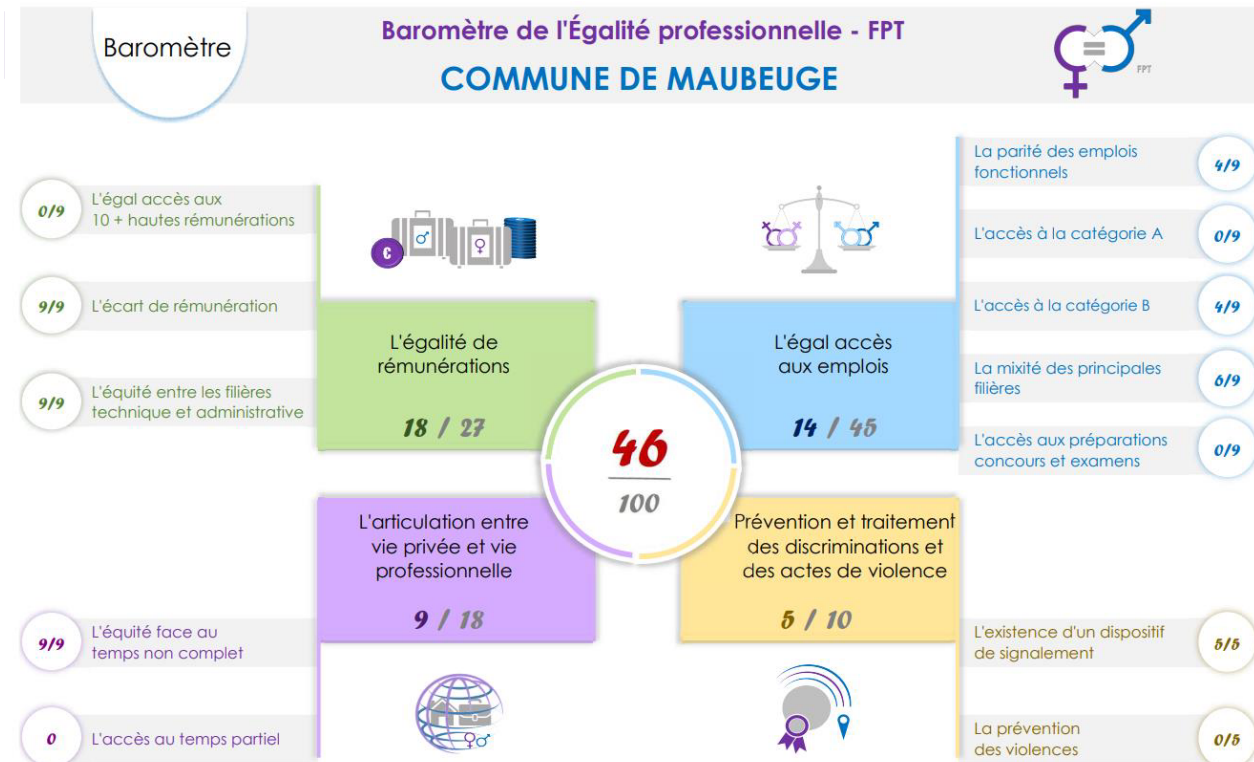 Baromètre
Baromètre de l'Égalité professionnelle - FPT
COMMUNE DE MAUBEUGE
FPT
0/9
L'égal accès aux
10 + hautes rémunérations
9/9
L'écart de rémunération
9/9
L'équité entre les filières
technique et administrative
€
L'égalité de
rémunérations
18 / 27
L'égal accès
aux emplois
14 / 45
La parité des emplois
fonctionnels
4/9
L'accès à la catégorie A
0/9
L'accès à la catégorie B
4/9
La mixité des principales
filières
6/9
L'accès aux préparations
concours et examens
0/9
46
100
L'articulation entre
vie privée et vie
professionnelle
9 / 18
Prévention et traitement
des discriminations et
des actes de violence
5 / 10
9/9
L'équité face au
temps non complet
0
L'accès au temps partiel
L'existence d'un dispositif
de signalement
5/5
La prévention
des violences
0/5